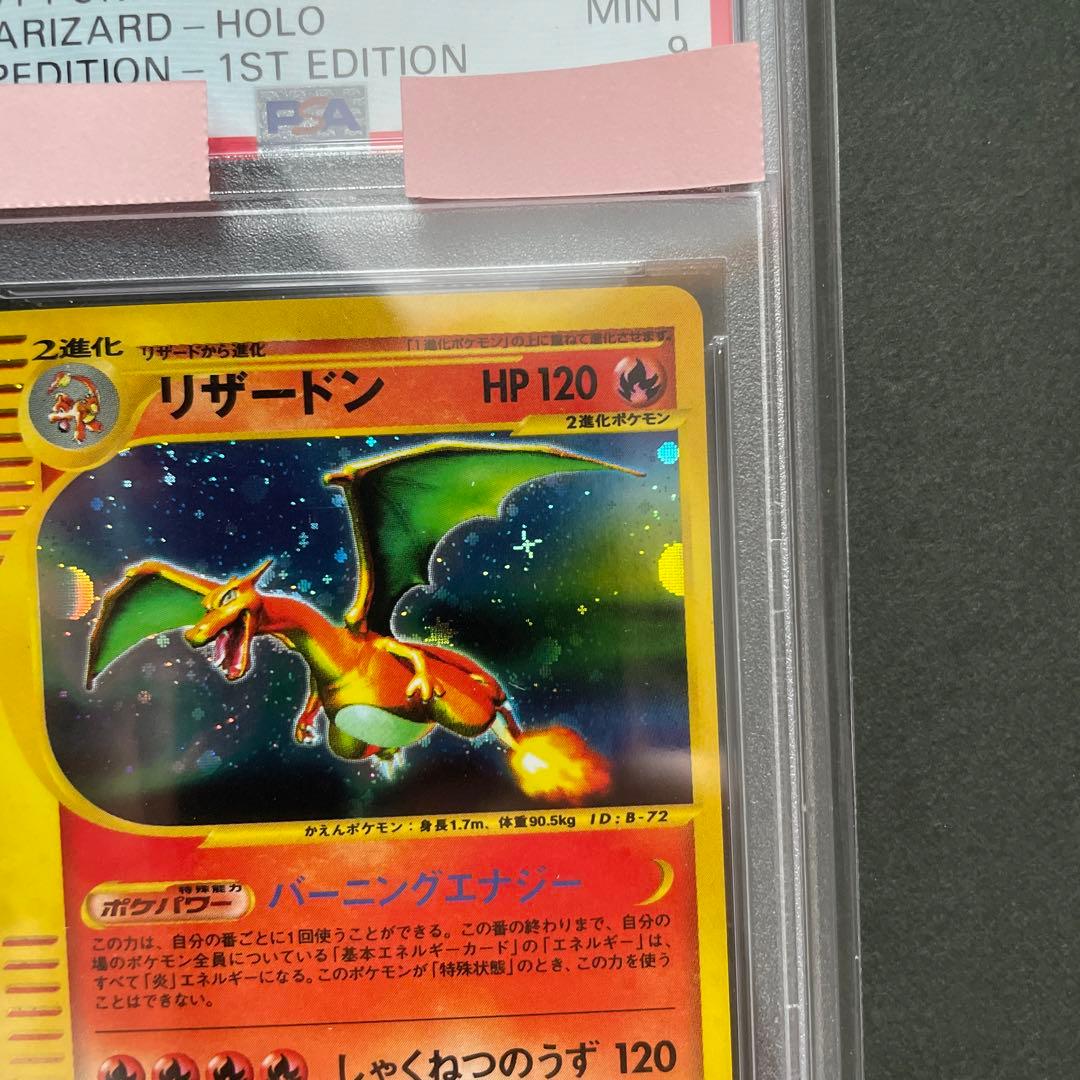 ARIZARD – HOLO
MINT
PEDITION – 1ST EDITION
9
PSA
2進化
リザードから進化
「1進化ポケモン」の上に重ねて進化させます。
リザードン
HP 120
2進化ポケモン
かえんポケモン：身長1.7m、体重90.5kg ID：B-72
特殊能力
ポケパワー
バーニングエナジー
この力は、自分の番ごとに1回使うことができる。この番の終わりまで、自分の
場のポケモン全員についている「基本エネルギーカード」の「エネルギー」は、
すべて「炎」エネルギーになる。このポケモンが「特殊状態」のとき、この力を使う
ことはできない。
しゃくねつのうず 120